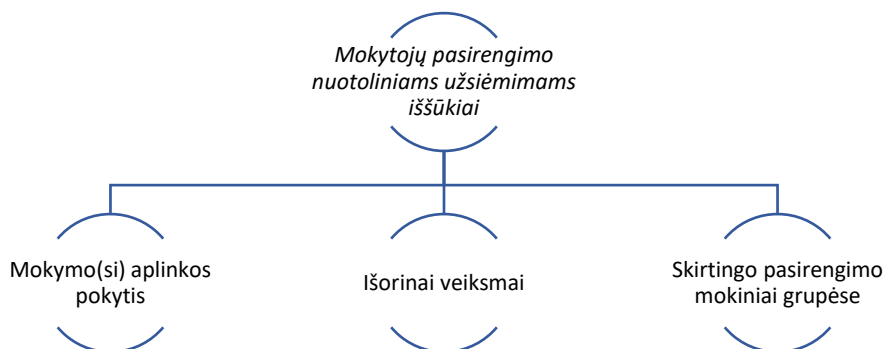 Mokytojų pasirengimo
nuotoliniams užsiėmimams
iššūkiai
Mokymo(si) aplinkos
pokytis
Išorinai veiksmai
Skirtingo pasirengimo
mokiniai grupėse